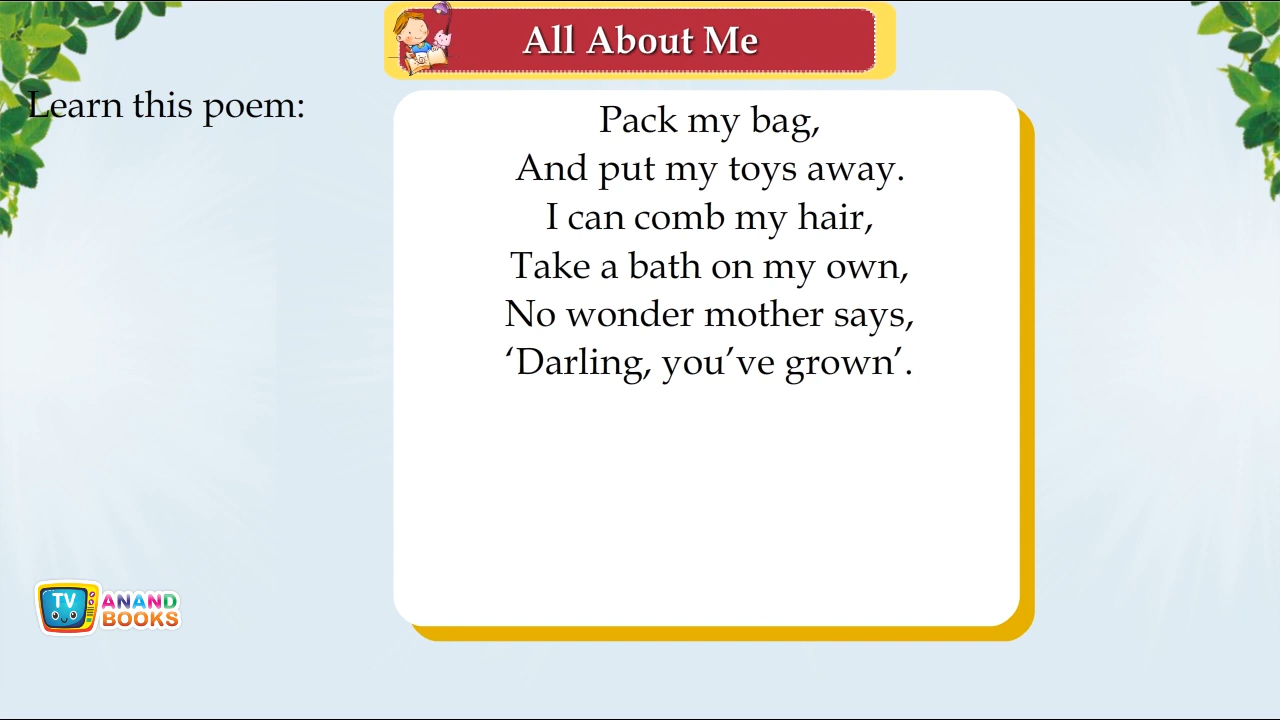 All About Me
Learn this poem:
Pack my bag,
And put my toys away.
I can comb my hair,
Take a bath on my own,
No wonder mother says,
‘Darling, you’ve grown’.
TV
ANAND
BOOKS